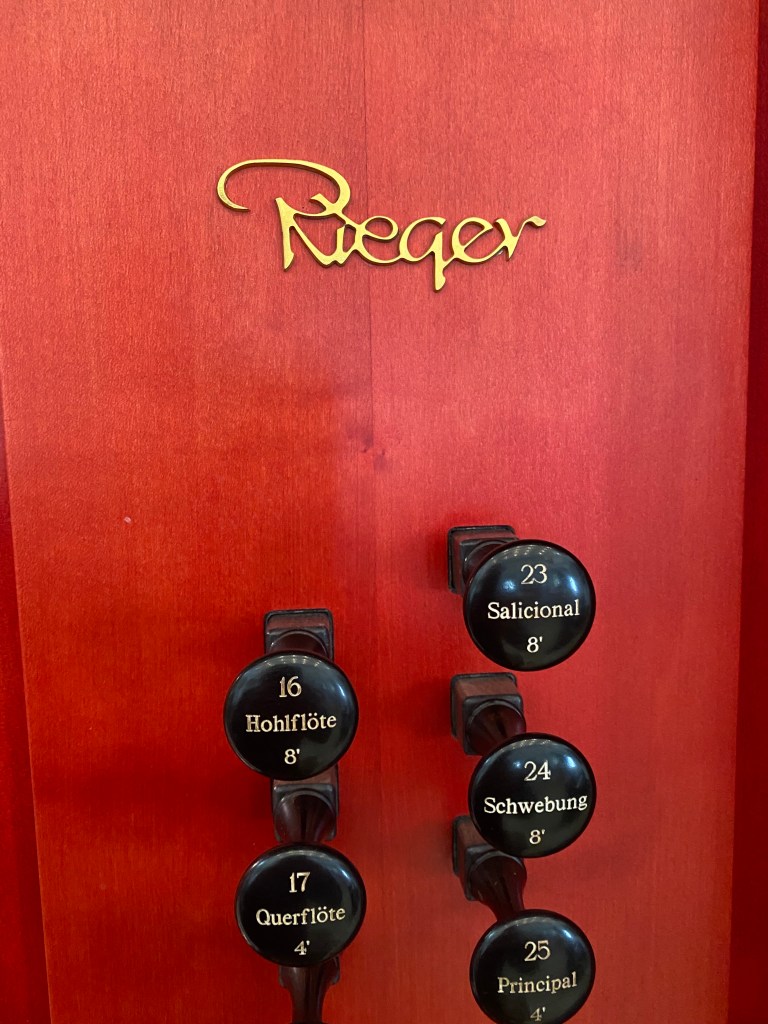 Rieger
16
Hohlflöte
8'
17
Querflöte
4'
23
Salicional
8'
24
Schwebung
8'
25
Principal
4'